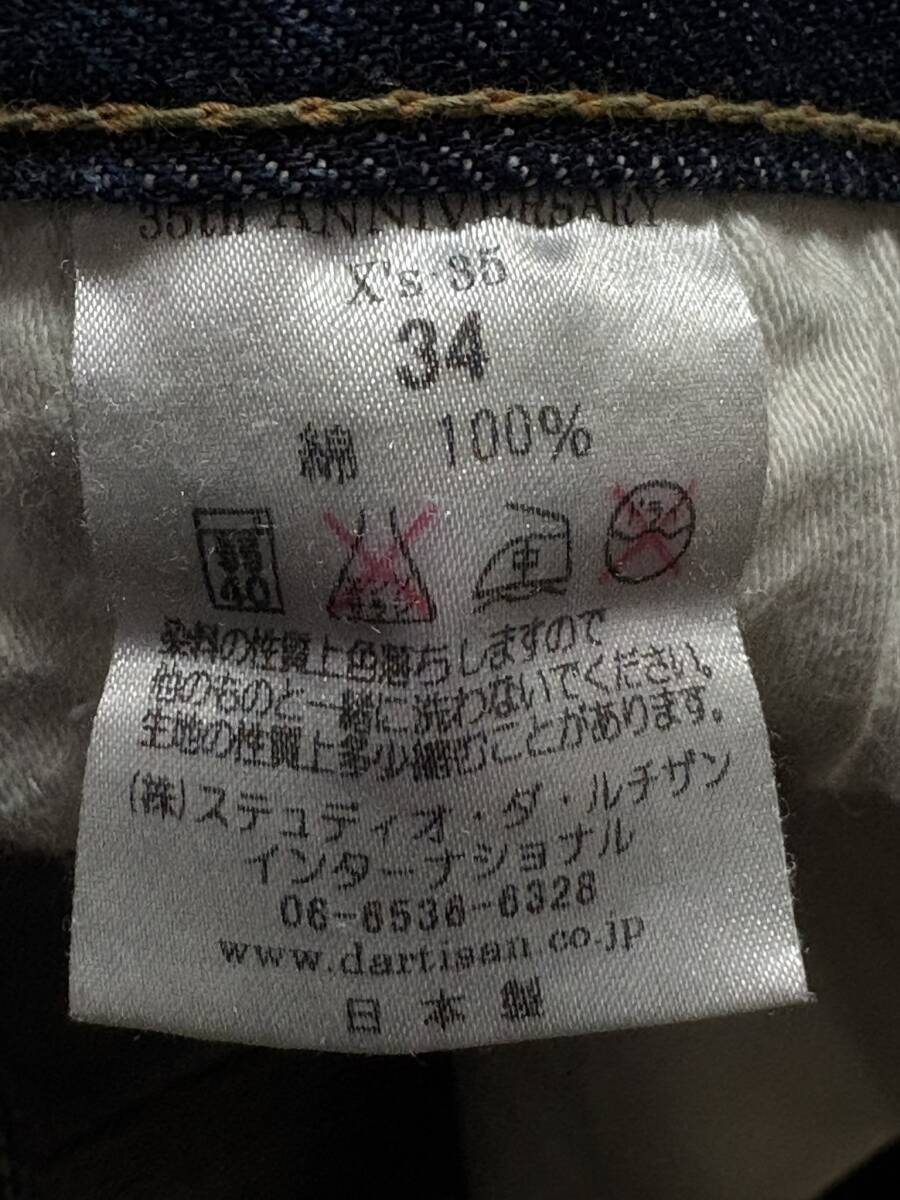 35th ANNIVERSARY
X's-35
34
綿 100%
40 中
染料の性質上色落ちしますので
他のものと一緒に洗わないでください。
生地の性質上多少縮むことがあります。
(株)ステュディオ・ダ・ルチザン
インターナショナル
06-6536-6328
www.dartisan.co.jp
日本製